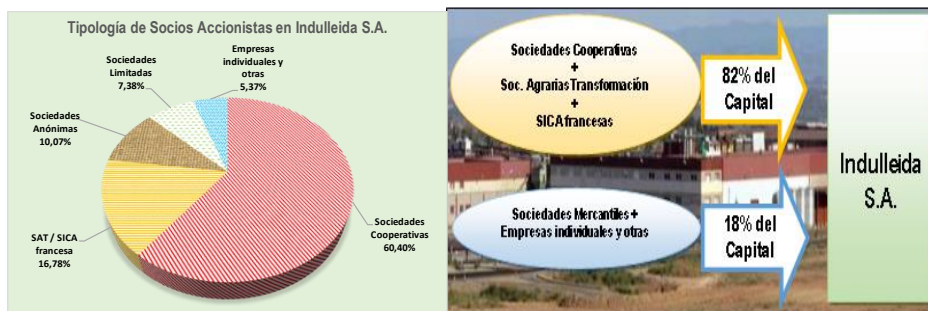 Tipología de Socios Accionistas en Indulleida S.A.
Sociedades
Limitadas
7,38%
Empresas
individuales y
otras
5,37%
Sociedades
Anónimas
10,07%
SAT / SICA
francesa
16,78%
Sociedades
Cooperativas
60,40%
Sociedades Cooperativas
+
Soc. Agrarias Transformación
+
SICA francesas
82% del
Capital
Sociedades Mercantiles +
Empresas individuales y otras
18% del
Capital
Indulleida
S.A.